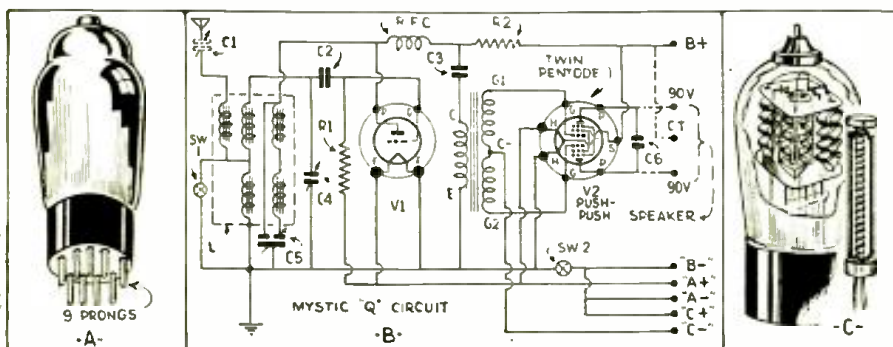 9 PRONGS
-A-
C1
SW 1
L
C2
R.F.C
R2
C3
R1
C4
C5
P
G
F
F
V1
C
E
G1
C-
G2
TWIN PENTODE
G
P
H
H
S
G
P
V2
PUSH-PUSH
C6
SW 2
B+
90V
CT
90V
SPEAKER
"B-"
"A+"
"A-"
"C+"
"C-"
MYSTIC "Q" CIRCUIT
-B-
-C-